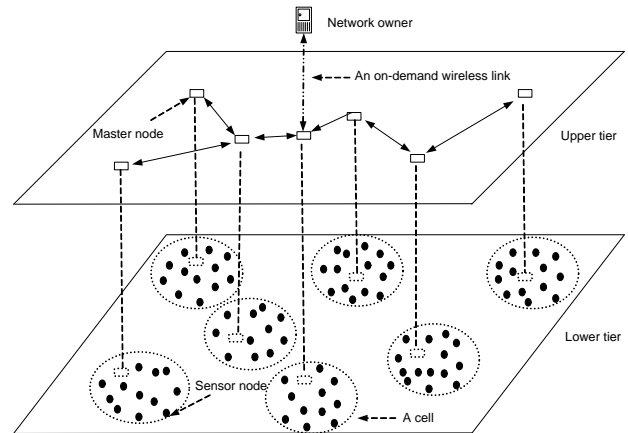 Network owner
An on-demand wireless link
Master node
Upper tier
Lower tier
Sensor node
A cell